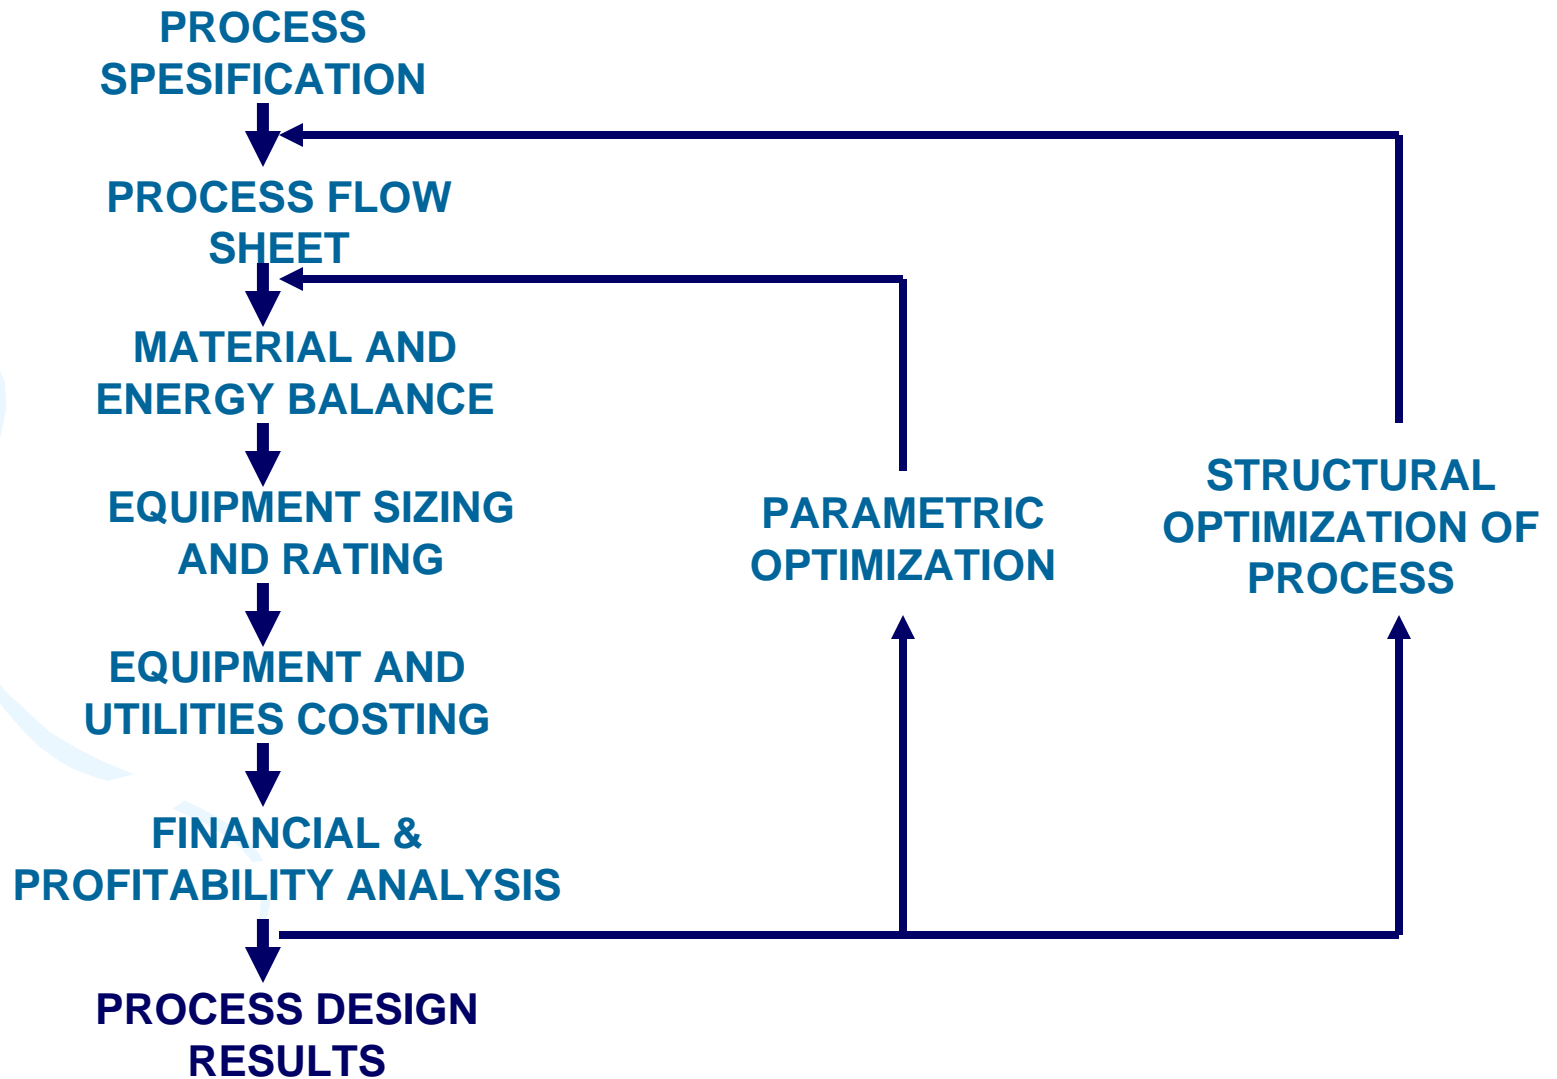 PROCESS
SPESIFICATION
PROCESS FLOW
SHEET
MATERIAL AND
ENERGY BALANCE
EQUIPMENT SIZING
AND RATING
EQUIPMENT AND
UTILITIES COSTING
FINANCIAL &
PROFITABILITY ANALYSIS
PROCESS DESIGN
RESULTS
PARAMETRIC
OPTIMIZATION
STRUCTURAL
OPTIMIZATION OF
PROCESS